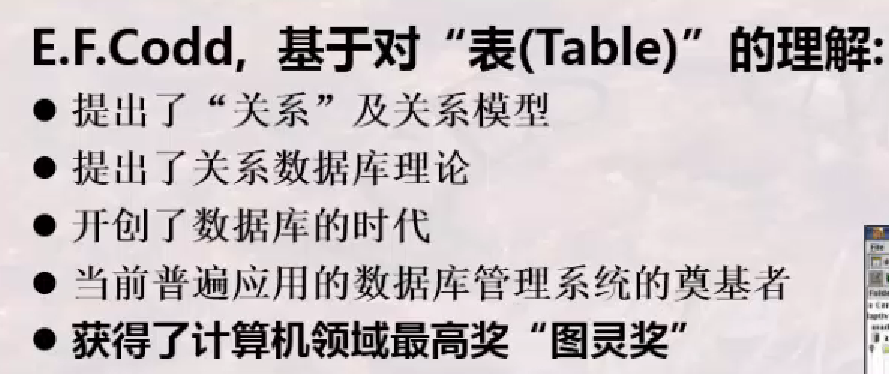 E.F.Codd, 基于对“表(Table)”的理解:
● 提出了“关系”及关系模型
● 提出了关系数据库理论
● 开创了数据库的时代
● 当前普遍应用的数据库管理系统的奠基者
● 获得了计算机领域最高奖“图灵奖”
File